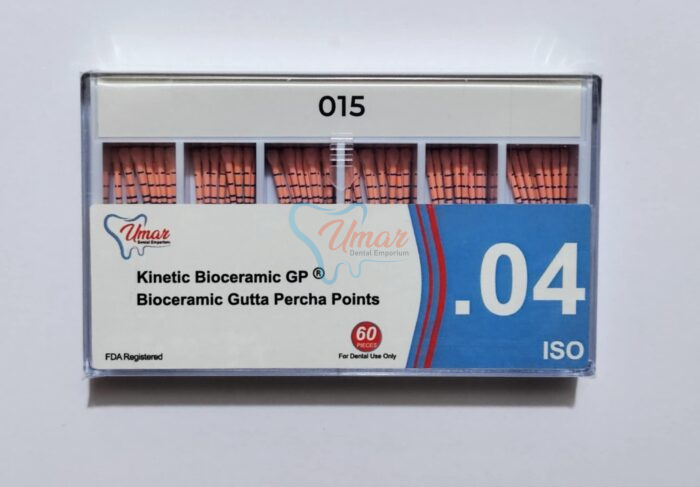 015
Umar
Dental Emporium
Umar
Dental Emporium
Kinetic Bioceramic GP ®
Bioceramic Gutta Percha Points
.04
60
PIECES
For Dental Use Only
FDA Registered
ISO